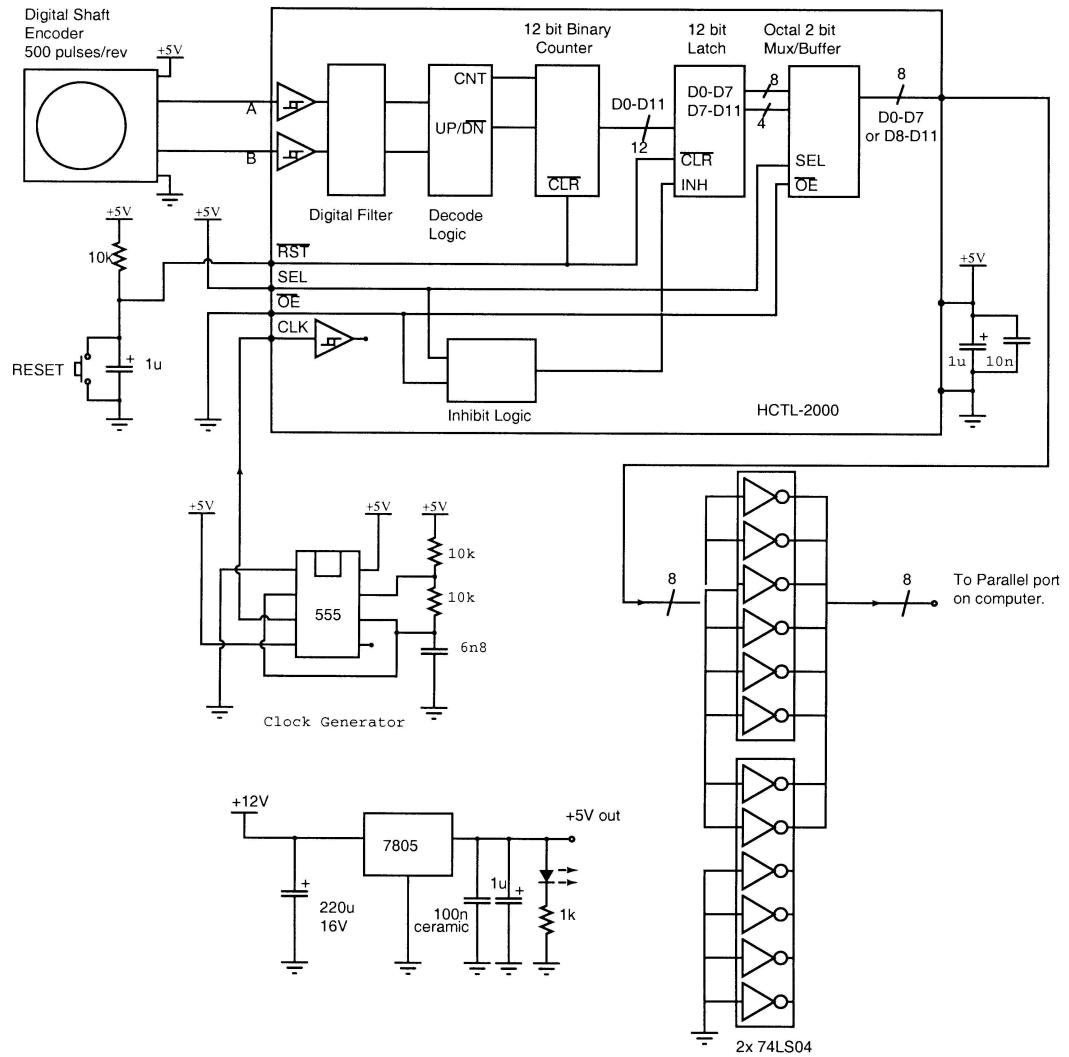 Digital Shaft
Encoder
500 pulses/rev
+5V
A
B
Digital Filter
CNT
UP/DN
Decode
Logic
12 bit Binary
Counter
CLR
D0-D11
12
12 bit
Latch
D0-D7
D7-D11
CLR
INH
8
4
Octal 2 bit
Mux/Buffer
SEL
OE
8
D0-D7
or D8-D11
+5V
10k
RESET
+
1u
+5V
RST
SEL
OE
CLK
Inhibit Logic
HCTL-2000
+5V
+
1u
10n
+5V
+5V
+5V
10k
10k
555
6n8
Clock Generator
8
8
To Parallel port
on computer.
+12V
+
220u
16V
7805
+5V out
100n
ceramic
1u
+
1k
2x 74LS04